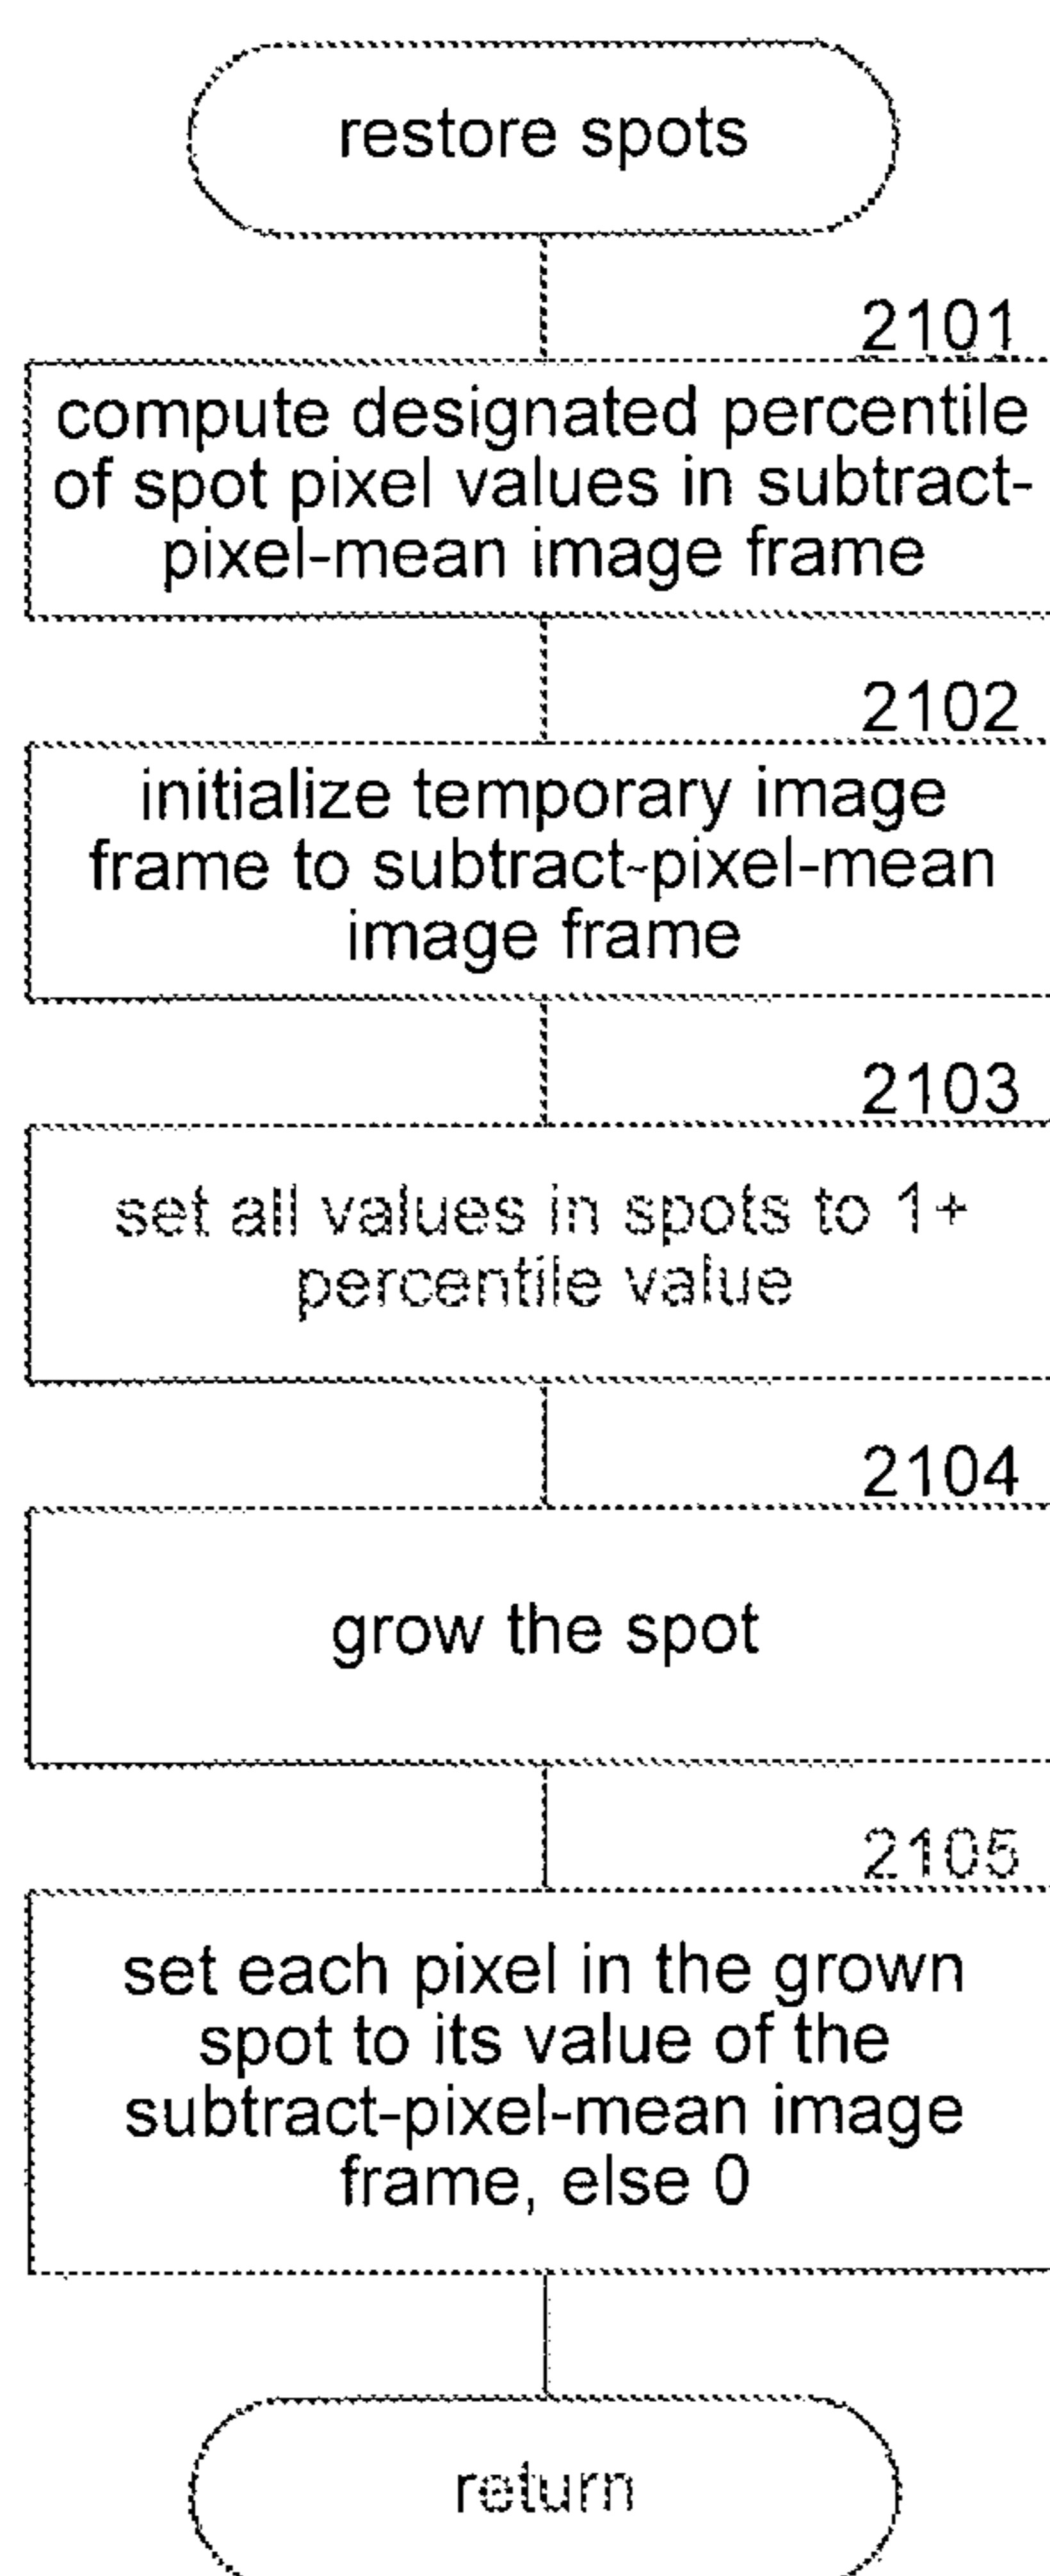 restore spots
2101
compute designated percentile
of spot pixel values in subtract-
pixel-mean image frame
2102
initialize temporary image
frame to subtract-pixel-mean
image frame
2103
set all values in spots to 1+
percentile value
2104
grow the spot
2105
set each pixel in the grown
spot to its value of the
subtract-pixel-mean image
frame, else 0
return